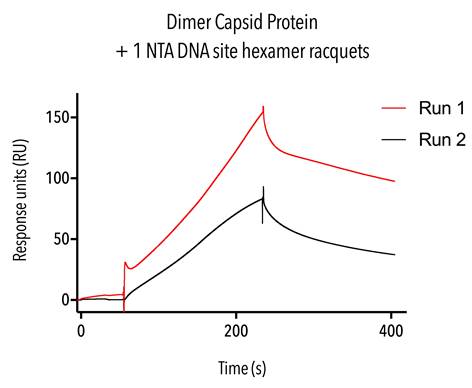 Dimer Capsid Protein
+ 1 NTA DNA site hexamer racquets
Run 1
Run 2
Response units (RU)
150
100
50
0
0
200
400
Time (s)